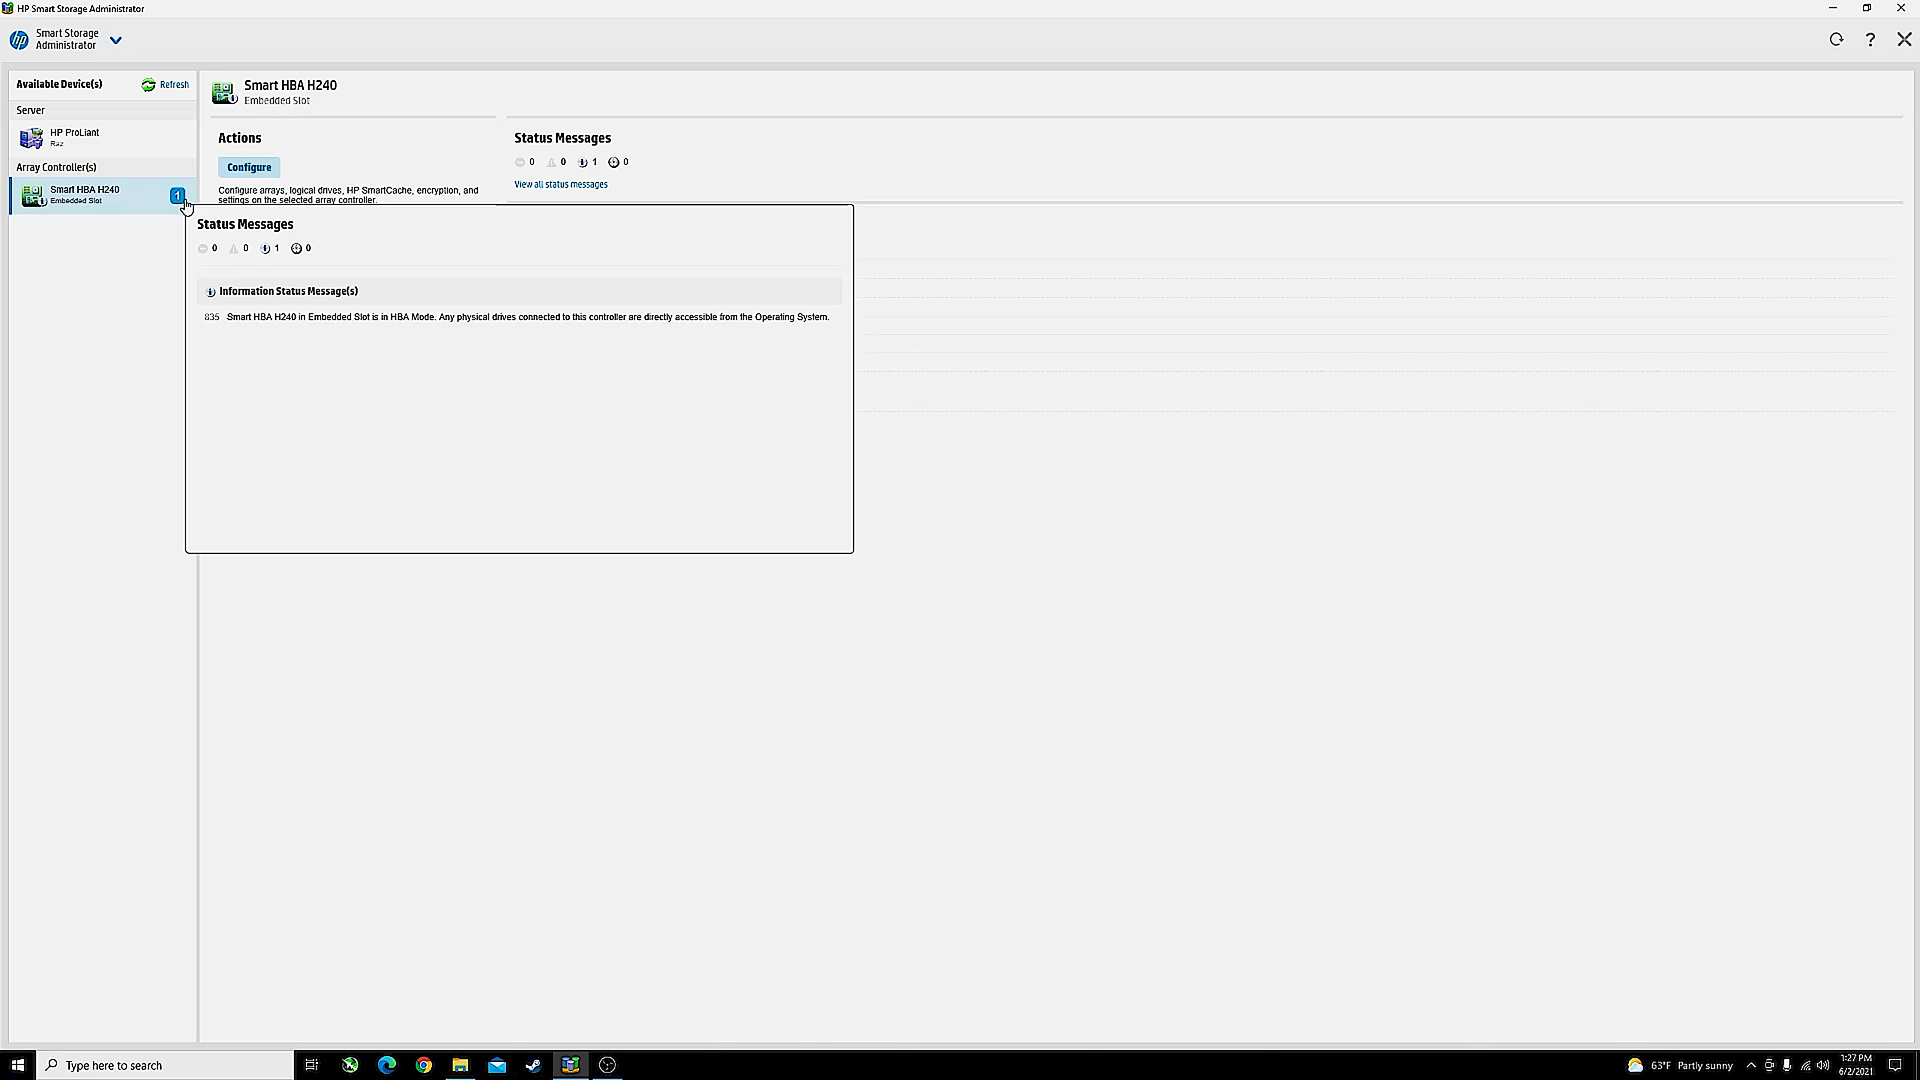 HP Smart Storage Administrator
Smart Storage
Administrator
Available Device(s) Refresh
Server
HP ProLiant
Raz
Array Controller(s)
Smart HBA H240
Embedded Slot
1
Smart HBA H240
Embedded Slot
Actions
Configure
Configure arrays, logical drives, HP SmartCache, encryption, and
settings on the selected array controller.
Status Messages
0 0 1 0
View all status messages
Status Messages
0 0 1 0
Information Status Message(s)
835 Smart HBA H240 in Embedded Slot is in HBA Mode. Any physical drives connected to this controller are directly accessible from the Operating System.
Type here to search
63°F Partly sunny
1:27 PM
6/2/2021